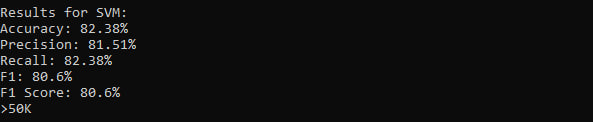 Results for SVM:
Accuracy: 82.38%
Precision: 81.51%
Recall: 82.38%
F1: 80.6%
F1 Score: 80.6%
>50K